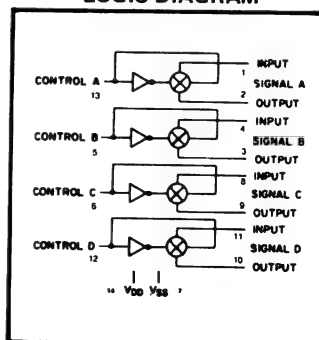 LOGIC DIAGRAM
CONTROL A
13
1
INPUT
SIGNAL A
2
OUTPUT
CONTROL B
5
4
INPUT
SIGNAL B
3
OUTPUT
CONTROL C
6
8
INPUT
SIGNAL C
9
OUTPUT
CONTROL D
12
11
INPUT
SIGNAL D
10
OUTPUT
14 VDD VSS 7